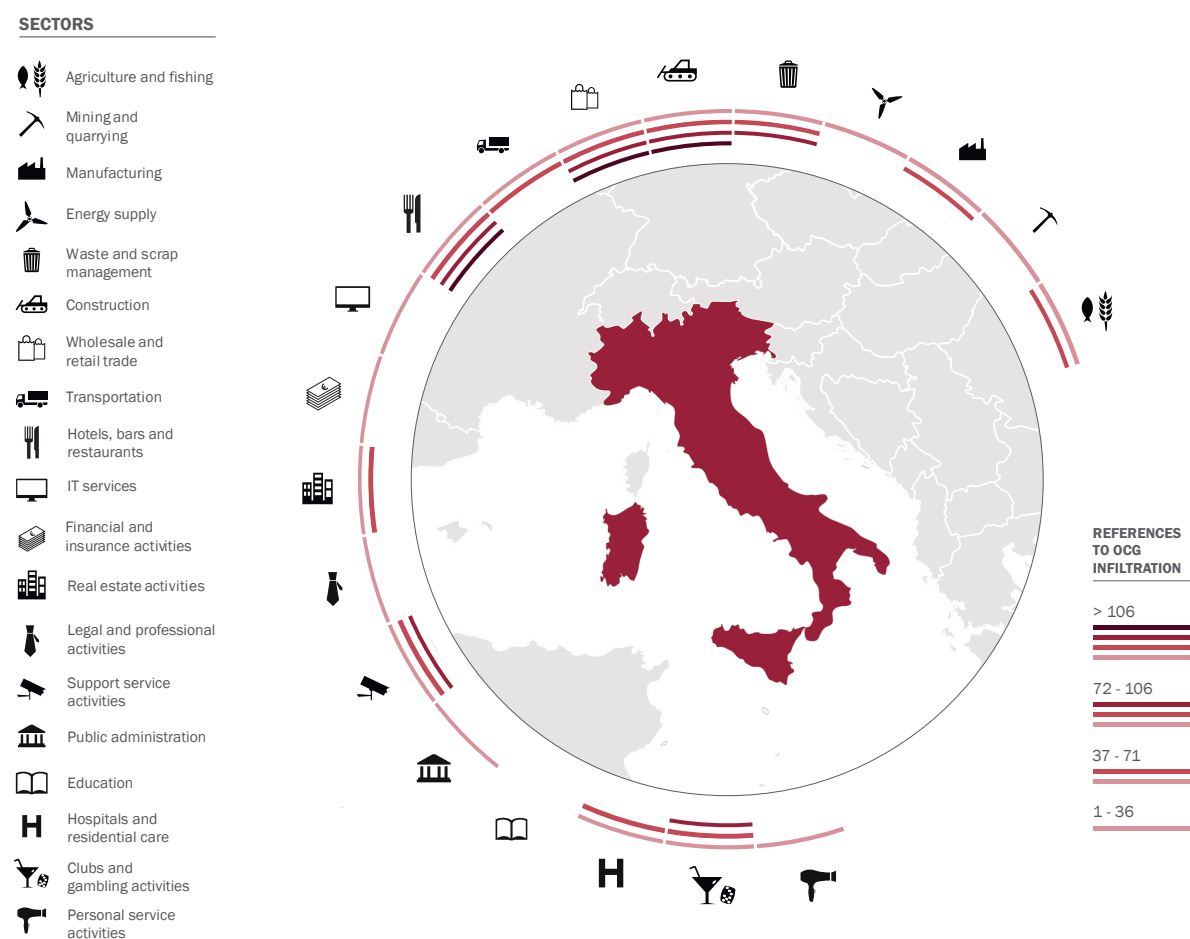 SECTORS
Agriculture and fishing
Mining and
quarrying
Manufacturing
Energy supply
Waste and scrap
management
Construction
Wholesale and
retail trade
Transportation
Hotels, bars and
restaurants
IT services
Financial and
insurance activities
Real estate activities
Legal and professional
activities
Support service
activities
Public administration
Education
H
Hospitals and
residential care
Clubs and
gambling activities
Personal service
activities
H
REFERENCES
TO OCG
INFILTRATION
> 106
72 - 106
37 - 71
1 - 36